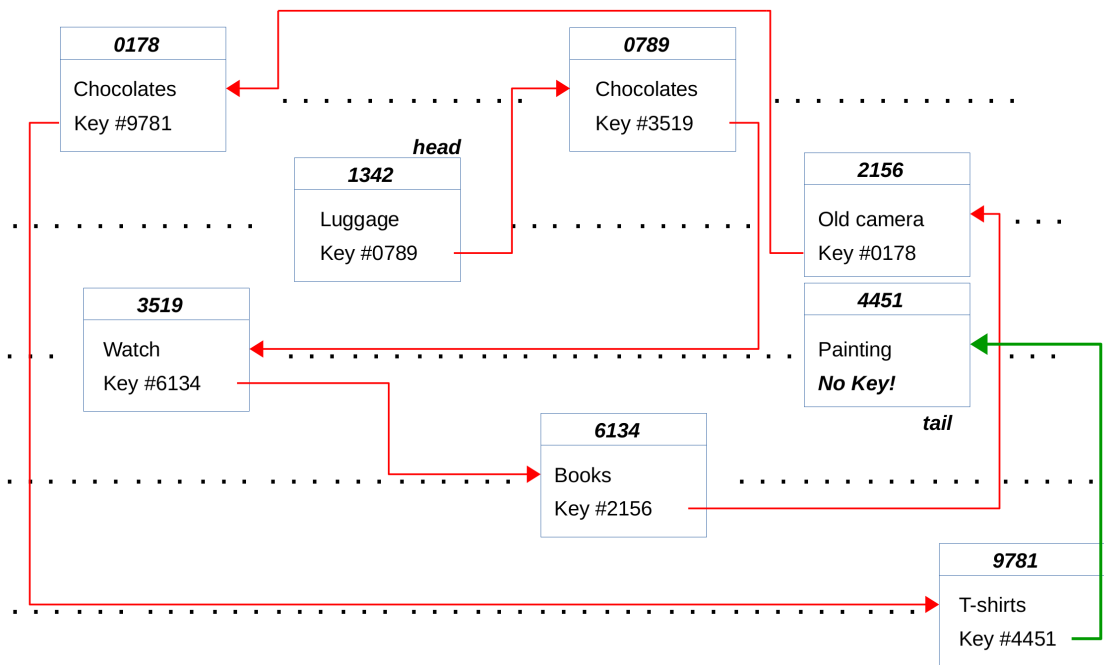 0178
Chocolates
Key #9781
0789
Chocolates
Key #3519
head
1342
Luggage
Key #0789
2156
Old camera
Key #0178
3519
Watch
Key #6134
4451
Painting
No Key!
tail
6134
Books
Key #2156
9781
T-shirts
Key #4451